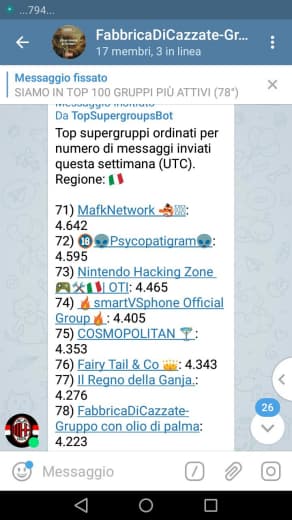 ...794...
FabbricaDiCazzate-Gr...
17 membri, 3 in linea
Messaggio fissato
SIAMO IN TOP 100 GRUPPI PIÙ ATTIVI (78°)
Messaggio inoltrato
Da TopSupergroupsBot
Top supergruppi ordinati per
numero di messaggi inviati
questa settimana (UTC).
Regione: 🇮🇹
71) MafkNetwork
4.642
72) 🔞👽Psycopatigram👽:
4.595
73) Nintendo Hacking Zone
🎮🛠🇮🇹| OTI: 4.465
74) 🔥smartVSphone Official
Group🔥: 4.405
75) COSMOPOLITAN 🍸:
4.353
76) Fairy Tail & Co 👑: 4.343
77) Il Regno della Ganja.:
4.276
78) FabbricaDiCazzate-
Gruppo con olio di palma:
4.223
26
Messaggio